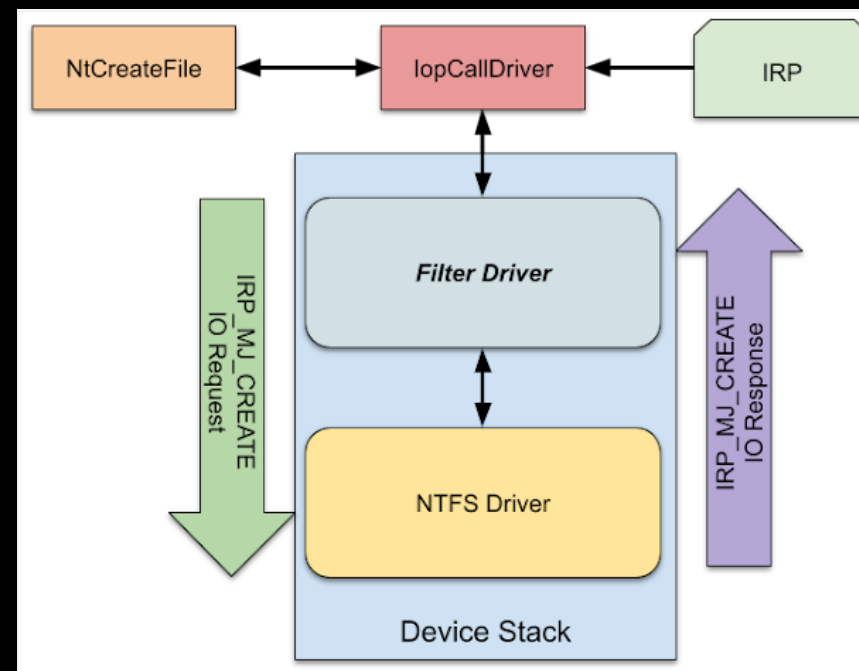 NtCreateFile
IopCallDriver
IRP
Filter Driver
IRP_MJ_CREATE
IO Request
IRP_MJ_CREATE
IO Response
NTFS Driver
Device Stack